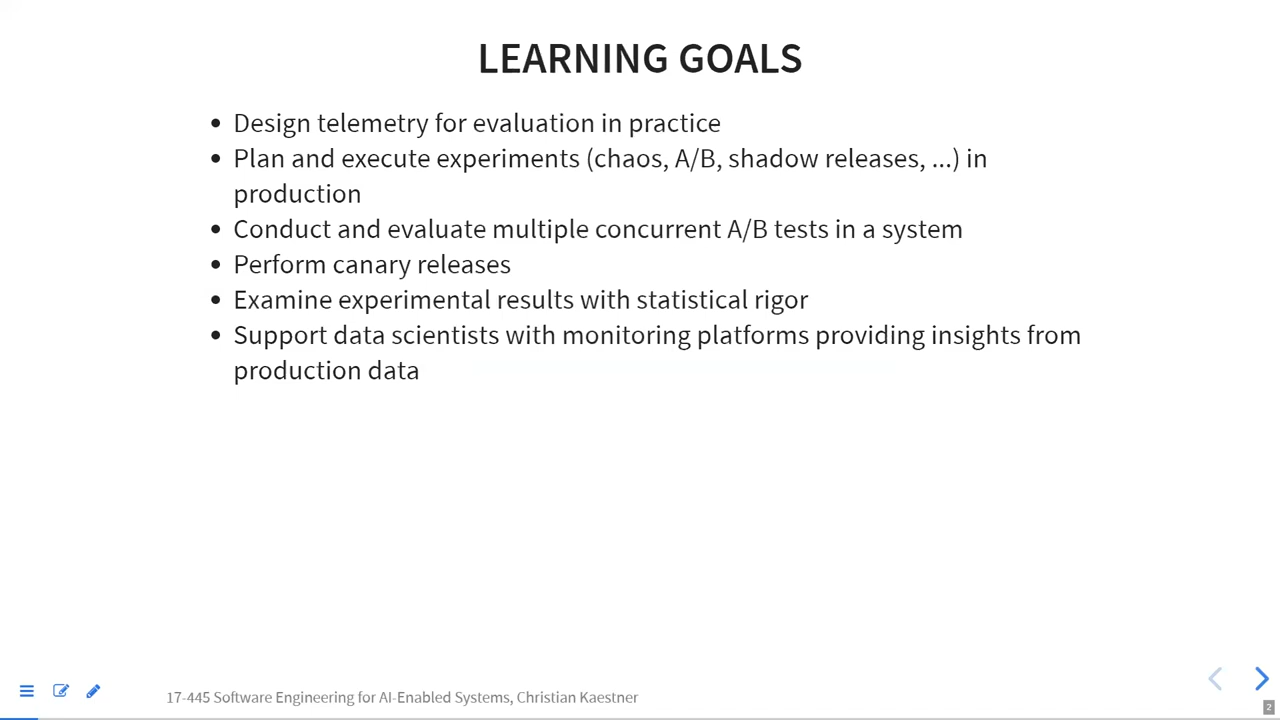 LEARNING GOALS
• Design telemetry for evaluation in practice
• Plan and execute experiments (chaos, A/B, shadow releases, ...) in
production
• Conduct and evaluate multiple concurrent A/B tests in a system
• Perform canary releases
• Examine experimental results with statistical rigor
• Support data scientists with monitoring platforms providing insights from
production data
17-445 Software Engineering for AI-Enabled Systems, Christian Kaestner
2